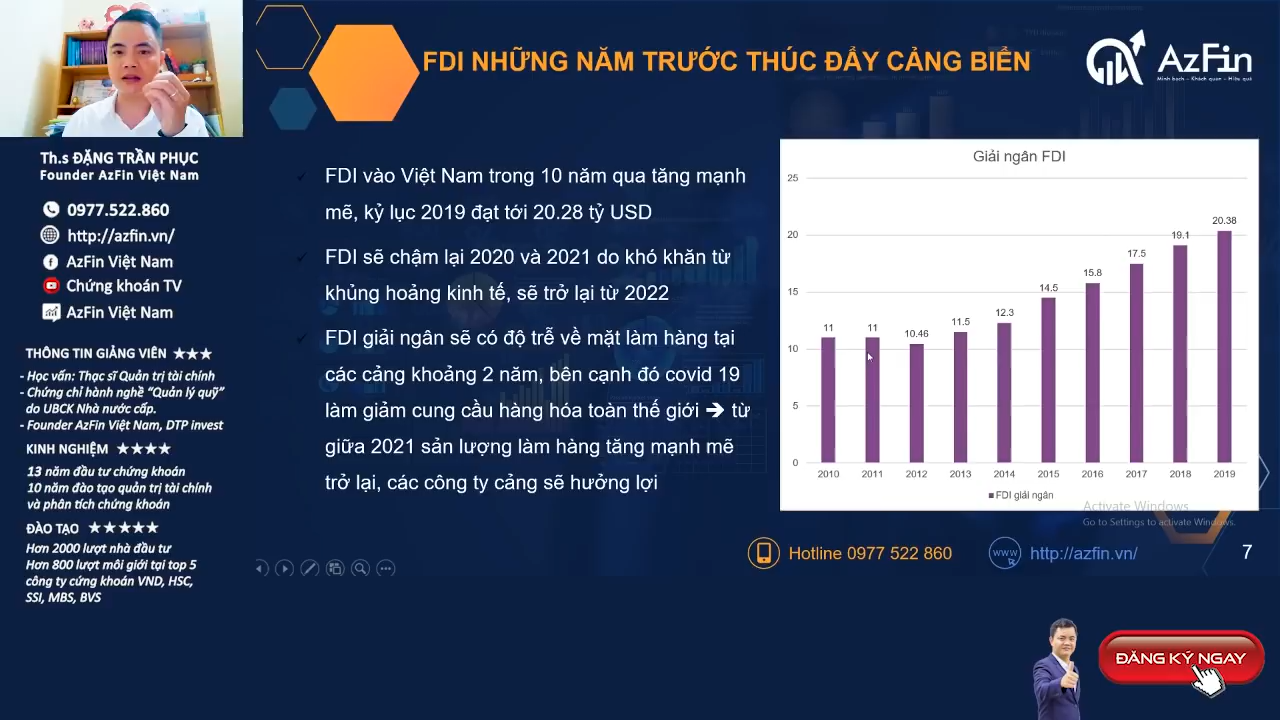 FDI NHỮNG NĂM TRƯỚC THÚC ĐẨY CẢNG BIỂN
AzFin
Minh bạch - Khách quan - Hiệu quả
Th.s ĐẶNG TRẦN PHỤC
Founder AzFin Việt Nam
0977.522.860
http://azfin.vn/
AzFin Việt Nam
Chứng khoán TV
AzFin Việt Nam
THÔNG TIN GIẢNG VIÊN ★★★
- Học vấn: Thạc sĩ Quản trị tài chính
- Chứng chỉ hành nghề “Quản lý quỹ”
do UBCK Nhà nước cấp.
- Founder AzFin Việt Nam, DTP invest
KINH NGHIỆM ★★★★
13 năm đầu tư chứng khoán
10 năm đào tạo quản trị tài chính
và phân tích chứng khoán
ĐÀO TẠO ★★★★★
Hơn 2000 lượt nhà đầu tư
Hơn 800 lượt môi giới tại top 5
công ty cứng khoán VND, HSC,
SSI, MBS, BVS
FDI vào Việt Nam trong 10 năm qua tăng mạnh
mẽ, kỷ lục 2019 đạt tới 20.28 tỷ USD
FDI sẽ chậm lại 2020 và 2021 do khó khăn từ
khủng hoảng kinh tế, sẽ trở lại từ 2022
FDI giải ngân sẽ có độ trễ về mặt làm hàng tại
các cảng khoảng 2 năm, bên cạnh đó covid 19
làm giảm cung cầu hàng hóa toàn thế giới ➔ từ
giữa 2021 sản lượng làm hàng tăng mạnh mẽ
trở lại, các công ty cảng sẽ hưởng lợi
Giải ngân FDI
25
20
15
10
5
0
11 11 10.46 11.5 12.3 14.5 15.8 17.5 19.1 20.38
2010 2011 2012 2013 2014 2015 2016 2017 2018 2019
FDI giải ngân
Activate Windows
Go to Settings to activate Windows.
Hotline 0977 522 860
www
http://azfin.vn/
7
ĐĂNG KÝ NGAY